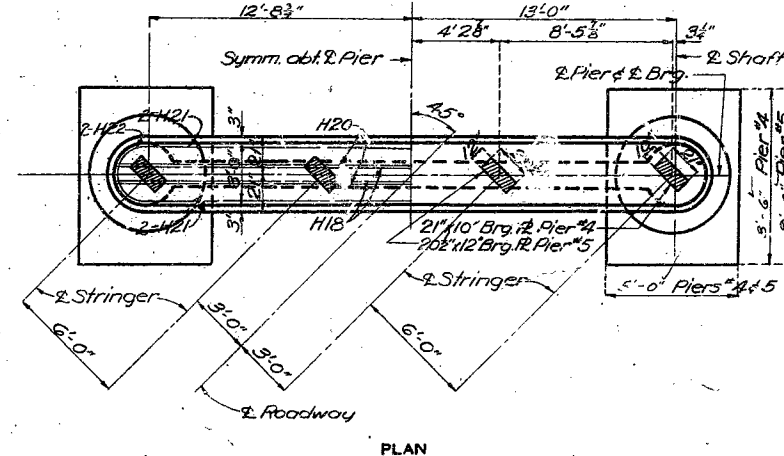 12'-8¾"
13'-0"
4'2⅞"
8'-5⅞"
3¼"
Symm. abt. ℄ Pier
℄ Shaft
℄ Pier & ℄ Brg.
45°
2-H22
2-H21
3"
H20
H18
3"
2-H21
21"x10" Brg. ℞ Pier #4
20½"x12" Brg. ℞ Pier #5
Pier #4
℄ Stringer
℄ Stringer
5'-0" Piers #4 & 5
6'-0"
3'-0"
3'-0"
6'-0"
℄ Roadway
PLAN